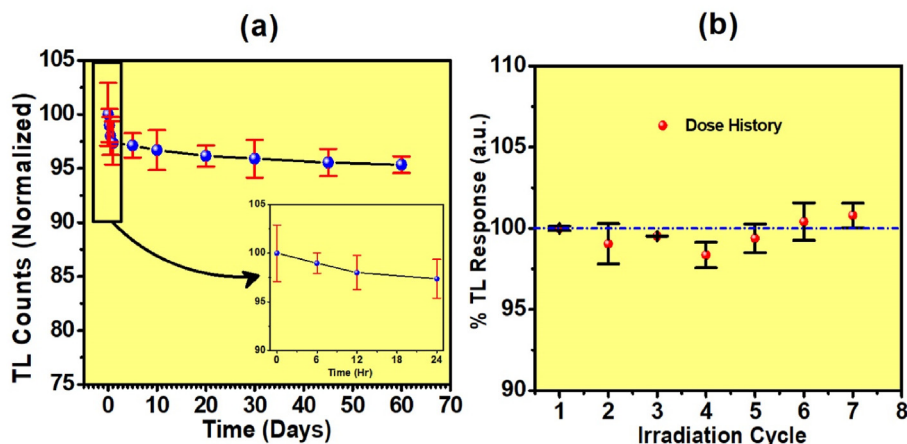 (a)
105
100
95
90
85
80
75
TL Counts (Normalized)
0 10 20 30 40 50 60 70
Time (Days)
105
100
95
90
0 6 12 18 24
Time (Hr)
(b)
110
105
100
95
90
% TL Response (a.u.)
Dose History
1 2 3 4 5 6 7 8
Irradiation Cycle